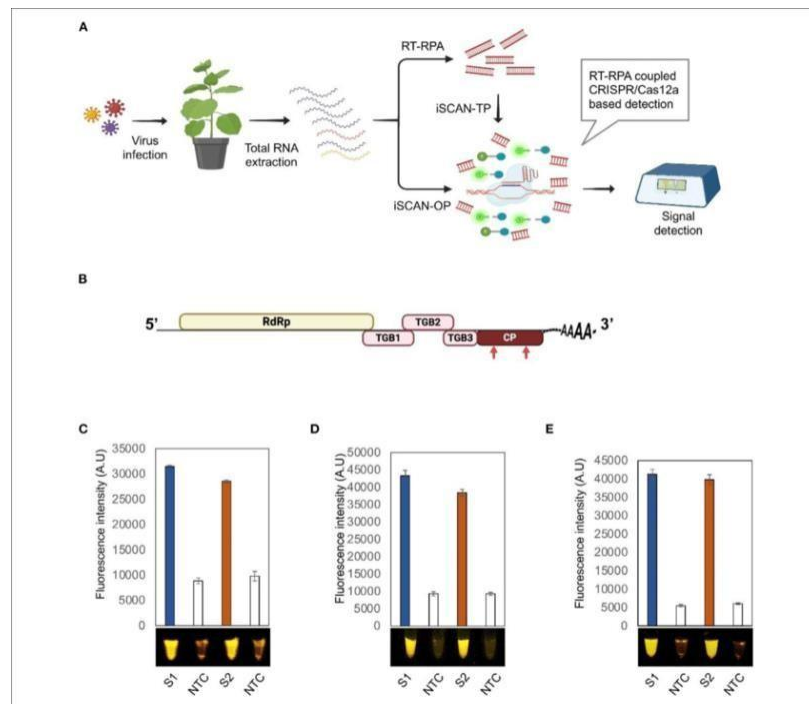 A
RT-RPA
RT-RPA coupled
CRISPR/Cas12a
based detection
iSCAN-TP
Virus
infection
Total RNA
extraction
iSCAN-OP
Signal
detection
B
5’
RdRp
TGB1
TGB2
TGB3
CP
AAAA-
3’
C
Fluorescence intensity (A.U)
35000
30000
25000
20000
15000
10000
5000
0
S1
NTC
S2
NTC
D
Fluorescence intensity (A.U)
50000
45000
40000
35000
30000
25000
20000
15000
10000
5000
0
S1
NTC
S2
NTC
E
Fluorescence intensity (A.U)
45000
40000
35000
30000
25000
20000
15000
10000
5000
0
S1
NTC
S2
NTC